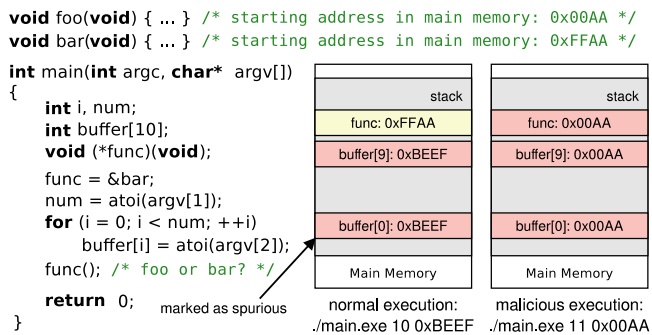 void foo(void) { ... } /* starting address in main memory: 0x00AA */
void bar(void) { ... } /* starting address in main memory: 0xFFAA */
int main(int argc, char* argv[])
{
int i, num;
int buffer[10];
void (*func)(void);
func = &bar;
num = atoi(argv[1]);
for (i = 0; i < num; ++i)
buffer[i] = atoi(argv[2]);
func(); /* foo or bar? */
return 0;
}
marked as spurious
stack
func: 0xFFAA
buffer[9]: 0xBEEF
buffer[0]: 0xBEEF
Main Memory
normal execution:
./main.exe 10 0xBEEF
stack
func: 0x00AA
buffer[9]: 0x00AA
buffer[0]: 0x00AA
Main Memory
malicious execution:
./main.exe 11 0x00AA